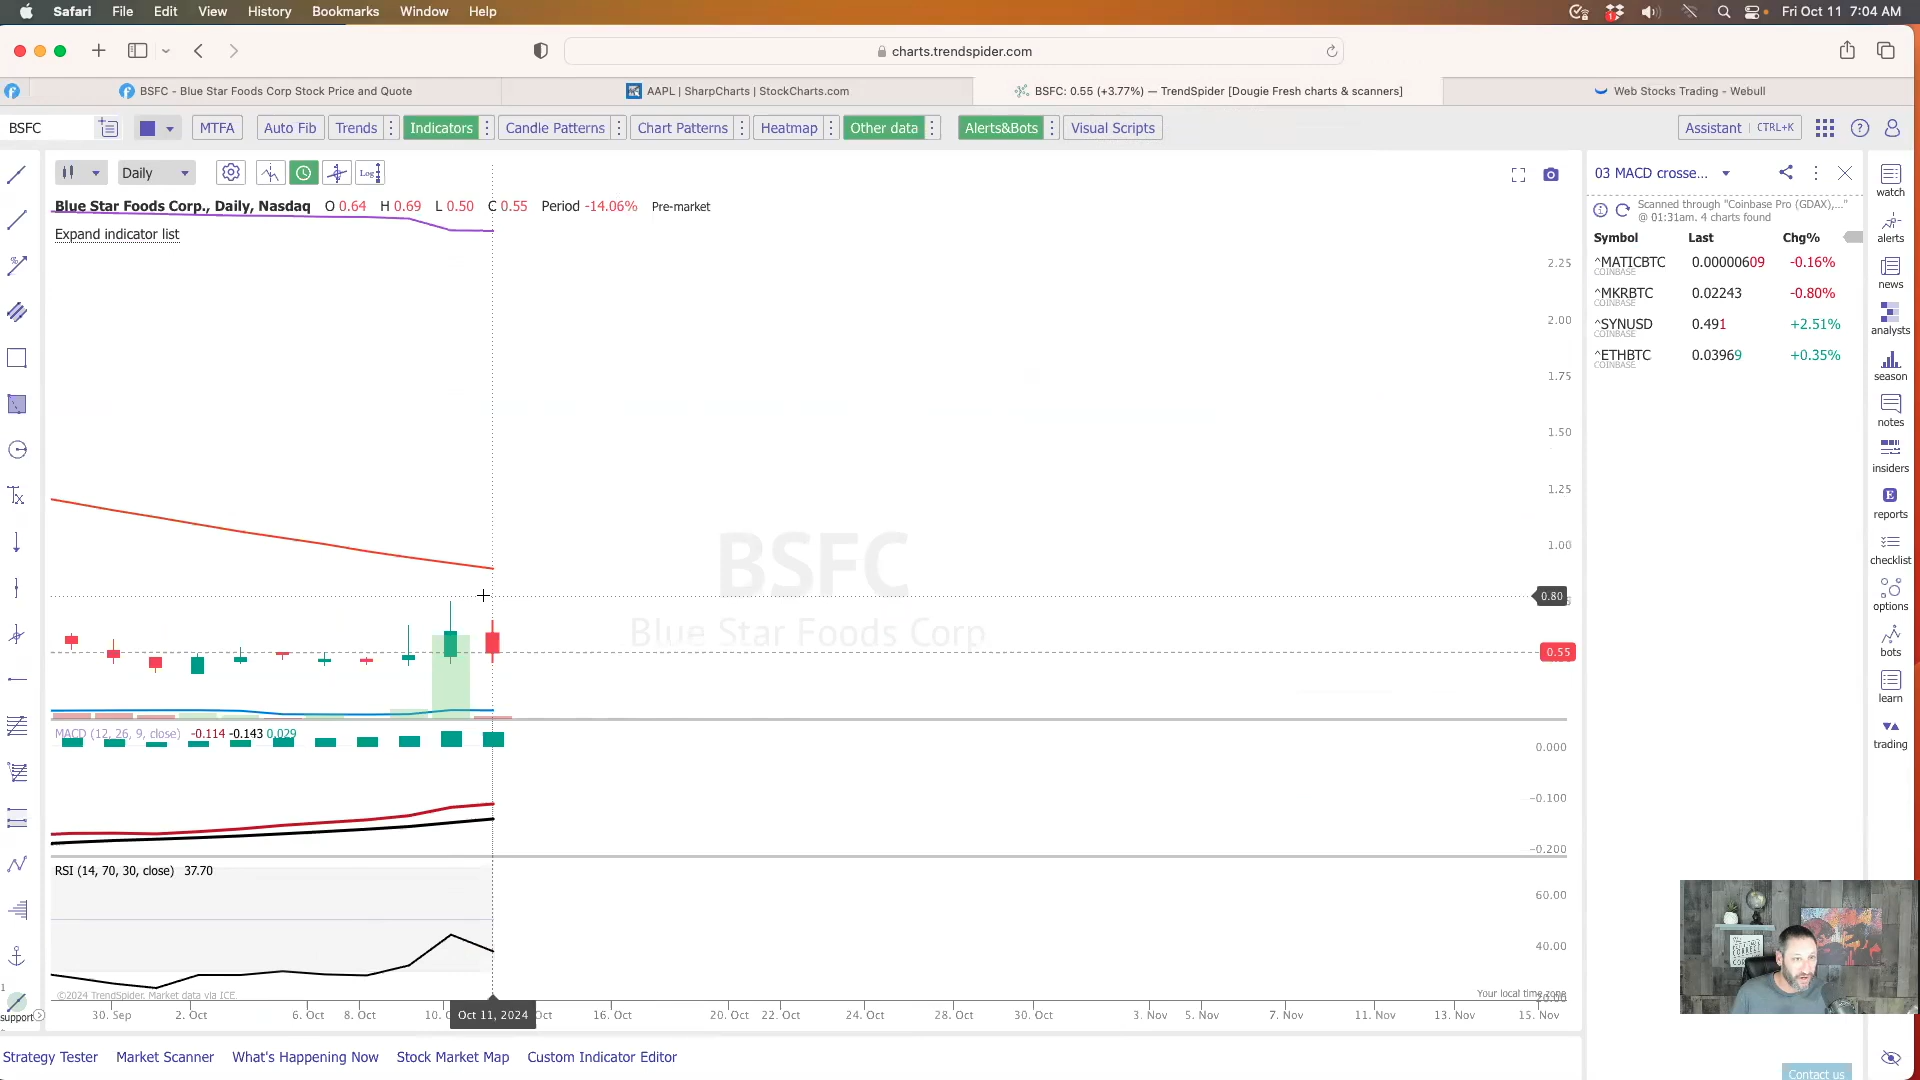 Safari File Edit View History Bookmarks Window Help Fri Oct 11 7:04 AM
charts.trendspider.com
BSFC - Blue Star Foods Corp Stock Price and Quote
AAPL | SharpCharts | StockCharts.com
BSFC: 0.55 (+3.77%) — TrendSpider [Dougie Fresh charts & scanners]
Web Stocks Trading - Webull
BSFC MTFA Auto Fib Trends Indicators Candle Patterns Chart Patterns Heatmap Other data Alerts&Bots Visual Scripts Assistant CTRL+K
Daily Log
Blue Star Foods Corp., Daily, Nasdaq O 0.64 H 0.69 L 0.50 C 0.55 Period -14.06% Pre-market
Expand indicator list
2.25
2.00
1.75
1.50
1.25
1.00
0.80
0.55
BSFC
Blue Star Foods Corp
MACD (12, 26, 9, close) -0.114 -0.143 0.029
0.000
-0.100
-0.200
RSI (14, 70, 30, close) 37.70
60.00
40.00
20.00
©2024 TrendSpider. Market data via ICE.
Your local time zone
30. Sep 2. Oct 6. Oct 8. Oct Oct 11, 2024 16. Oct 20. Oct 22. Oct 24. Oct 28. Oct 30. Oct 3. Nov 5. Nov 7. Nov 11. Nov 13. Nov 15. Nov
support
Strategy Tester Market Scanner What's Happening Now Stock Market Map Custom Indicator Editor
03 MACD crosse...
Scanned through "Coinbase Pro (GDAX),..."
@ 01:31am. 4 charts found
Symbol Last Chg%
^MATICBTC 0.00000609 -0.16%
COINBASE
^MKRBTC 0.02243 -0.80%
COINBASE
^SYNUSD 0.491 +2.51%
COINBASE
^ETHBTC 0.03969 +0.35%
COINBASE
watch
alerts
news
analysts
season
notes
insiders
reports
checklist
options
bots
learn
trading
Contact us